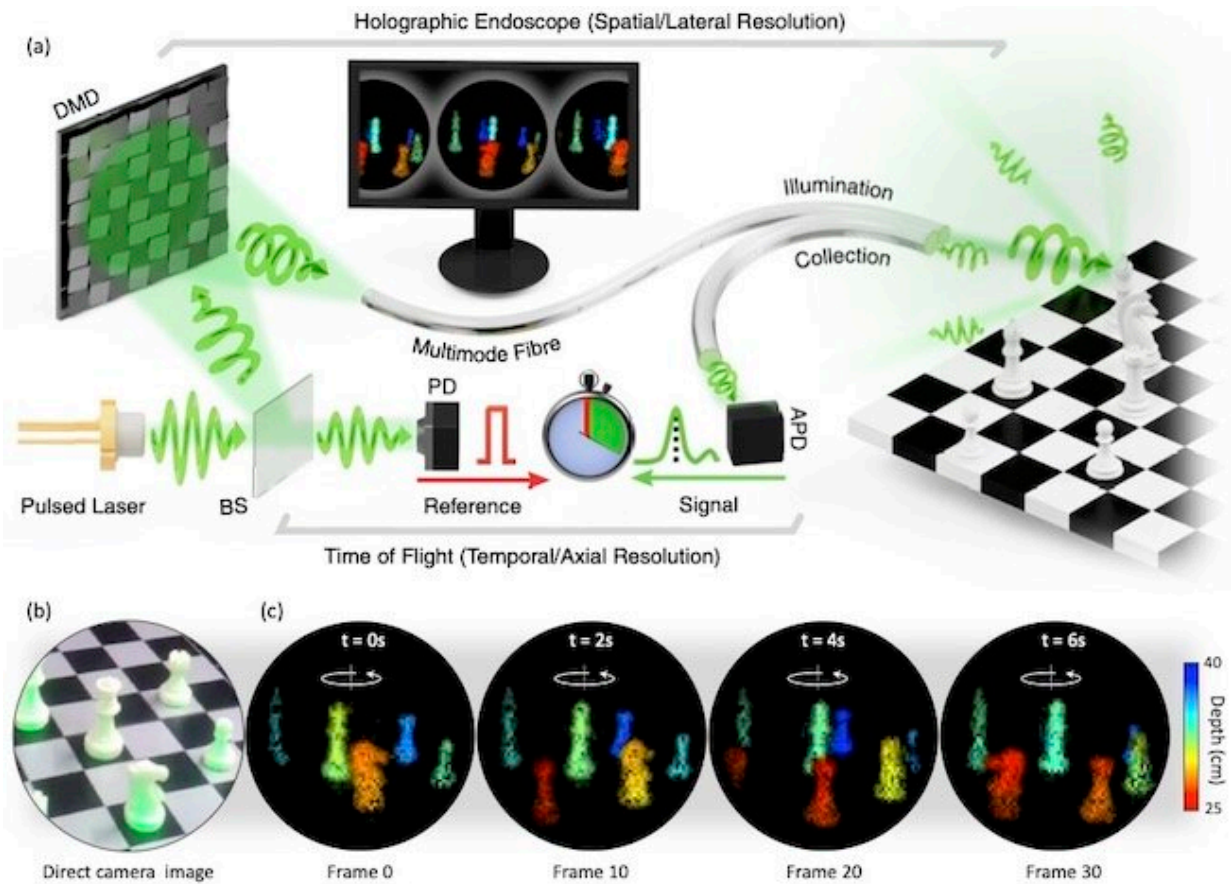 Holographic Endoscope (Spatial/Lateral Resolution)
(a)
DMD
Illumination
Collection
Multimode Fibre
PD
APD
Pulsed Laser
BS
Reference
Signal
Time of Flight (Temporal/Axial Resolution)
(b)
(c)
t = 0s
t = 2s
t = 4s
t = 6s
40
Depth (cm)
25
Direct camera image
Frame 0
Frame 10
Frame 20
Frame 30